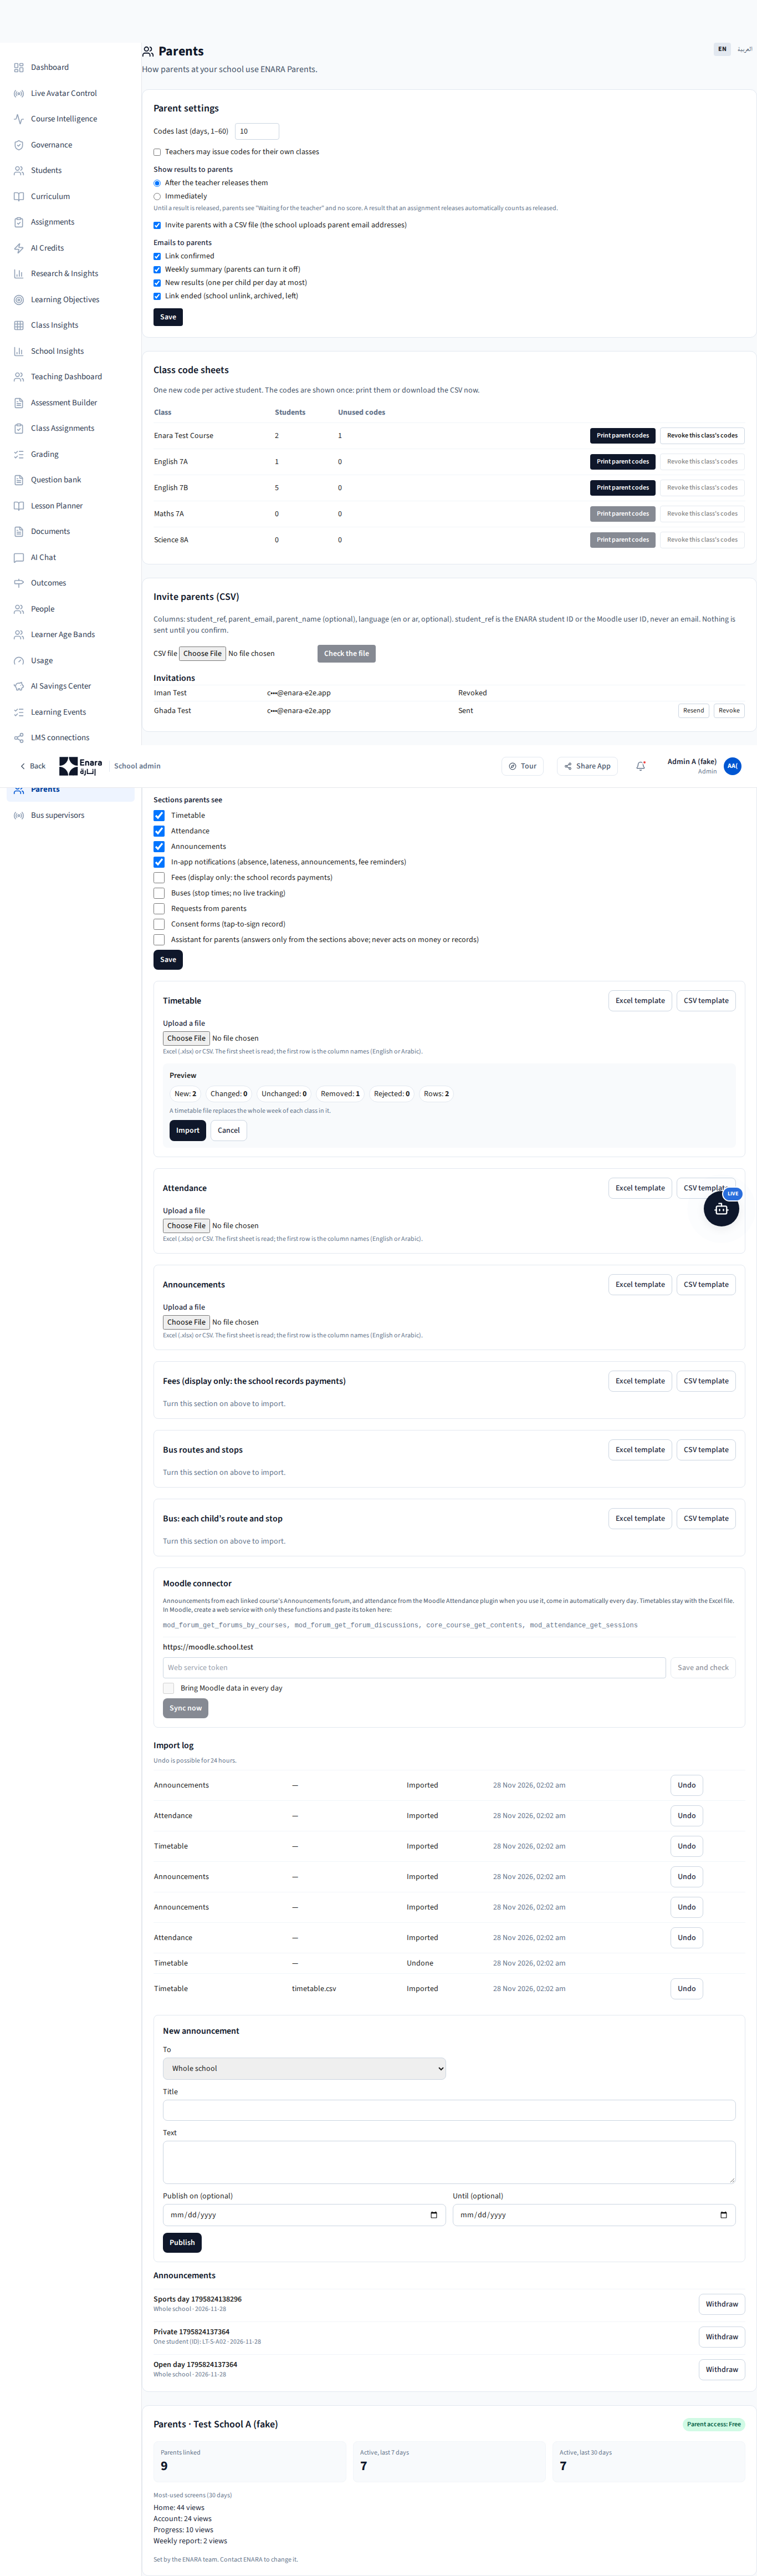 Parents
EN
العربية
How parents at your school use ENARA Parents.
Dashboard
Live Avatar Control
Course Intelligence
Governance
Students
Curriculum
Assignments
AI Credits
Research & Insights
Learning Objectives
Class Insights
School Insights
Teaching Dashboard
Assessment Builder
Class Assignments
Grading
Question bank
Lesson Planner
Documents
AI Chat
Outcomes
People
Learner Age Bands
Usage
AI Savings Center
Learning Events
LMS connections
Parents
Bus supervisors
Parent settings
Codes last (days, 1–60) 10
Teachers may issue codes for their own classes
Show results to parents
After the teacher releases them
Immediately
Until a result is released, parents see "Waiting for the teacher" and no score. A result that an assignment releases automatically counts as released.
Invite parents with a CSV file (the school uploads parent email addresses)
Emails to parents
Link confirmed
Weekly summary (parents can turn it off)
New results (one per child per day at most)
Link ended (school unlink, archived, left)
Save
Class code sheets
One new code per active student. The codes are shown once: print them or download the CSV now.
Class Students Unused codes
Enara Test Course 2 1 Print parent codes Revoke this class's codes
English 7A 1 0 Print parent codes Revoke this class's codes
English 7B 5 0 Print parent codes Revoke this class's codes
Maths 7A 0 0 Print parent codes Revoke this class's codes
Science 8A 0 0 Print parent codes Revoke this class's codes
Invite parents (CSV)
Columns: student_ref, parent_email, parent_name (optional), language (en or ar, optional). student_ref is the ENARA student ID or the Moodle user ID, never an email. Nothing is
sent until you confirm.
CSV file Choose File No file chosen Check the file
Invitations
Iman Test c•••@enara-e2e.app Revoked
Ghada Test c•••@enara-e2e.app Sent Resend Revoke
Back
Enara
إنـارة
School admin
Tour
Share App
Admin A (fake)
Admin
AA(
Sections parents see
Timetable
Attendance
Announcements
In-app notifications (absence, lateness, announcements, fee reminders)
Fees (display only: the school records payments)
Buses (stop times; no live tracking)
Requests from parents
Consent forms (tap-to-sign record)
Assistant for parents (answers only from the sections above; never acts on money or records)
Save
Timetable Excel template CSV template
Upload a file
Choose File No file chosen
Excel (.xlsx) or CSV. The first sheet is read; the first row is the column names (English or Arabic).
Preview
New: 2 Changed: 0 Unchanged: 0 Removed: 1 Rejected: 0 Rows: 2
A timetable file replaces the whole week of each class in it.
Import Cancel
Attendance Excel template CSV template
LIVE
Upload a file
Choose File No file chosen
Excel (.xlsx) or CSV. The first sheet is read; the first row is the column names (English or Arabic).
Announcements Excel template CSV template
Upload a file
Choose File No file chosen
Excel (.xlsx) or CSV. The first sheet is read; the first row is the column names (English or Arabic).
Fees (display only: the school records payments) Excel template CSV template
Turn this section on above to import.
Bus routes and stops Excel template CSV template
Turn this section on above to import.
Bus: each child's route and stop Excel template CSV template
Turn this section on above to import.
Moodle connector
Announcements from each linked course's Announcements forum, and attendance from the Moodle Attendance plugin when you use it, come in automatically every day. Timetables stay with the Excel file.
In Moodle, create a web service with only these functions and paste its token here:
mod_forum_get_forums_by_courses, mod_forum_get_forum_discussions, core_course_get_contents, mod_attendance_get_sessions
https://moodle.school.test
Web service token Save and check
Bring Moodle data in every day
Sync now
Import log
Undo is possible for 24 hours.
Announcements — Imported 28 Nov 2026, 02:02 am Undo
Attendance — Imported 28 Nov 2026, 02:02 am Undo
Timetable — Imported 28 Nov 2026, 02:02 am Undo
Announcements — Imported 28 Nov 2026, 02:02 am Undo
Announcements — Imported 28 Nov 2026, 02:02 am Undo
Attendance — Imported 28 Nov 2026, 02:02 am Undo
Timetable — Undone 28 Nov 2026, 02:02 am
Timetable timetable.csv Imported 28 Nov 2026, 02:02 am Undo
New announcement
To
Whole school
Title
Text
Publish on (optional) Until (optional)
mm/dd/yyyy mm/dd/yyyy
Publish
Announcements
Sports day 1795824138296
Whole school · 2026-11-28
Withdraw
Private 1795824137364
One student (ID): LT-S-A02 · 2026-11-28
Withdraw
Open day 1795824137364
Whole school · 2026-11-28
Withdraw
Parents · Test School A (fake) Parent access: Free
Parents linked Active, last 7 days Active, last 30 days
9 7 7
Most-used screens (30 days)
Home: 44 views
Account: 24 views
Progress: 10 views
Weekly report: 2 views
Set by the ENARA team. Contact ENARA to change it.